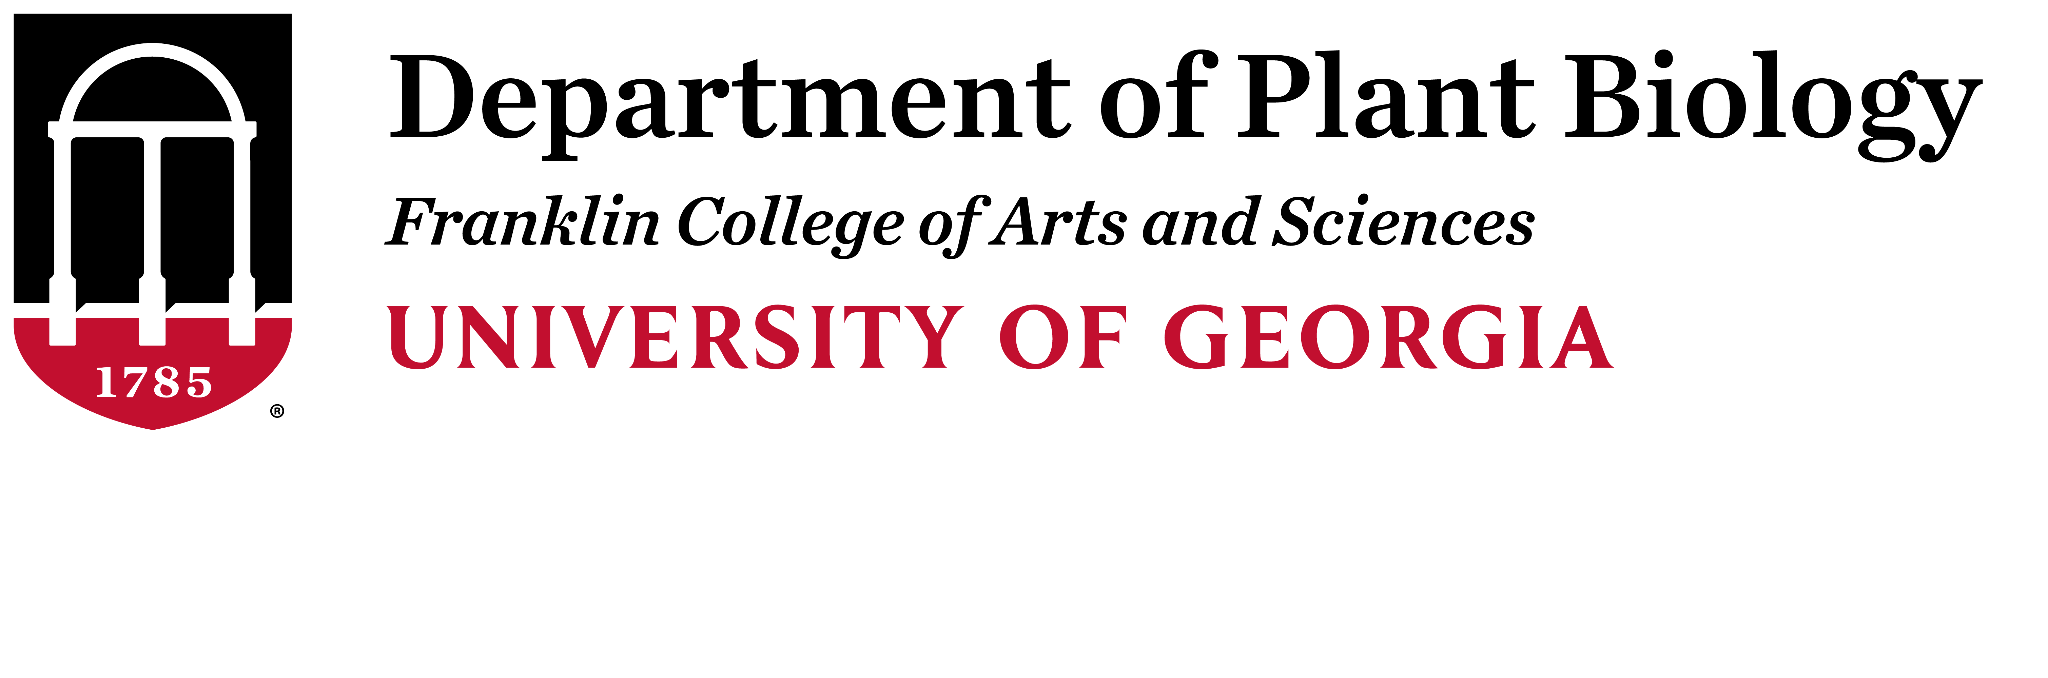 Department of Plant Biology
Franklin College of Arts and Sciences
UNIVERSITY OF GEORGIA
1785
®